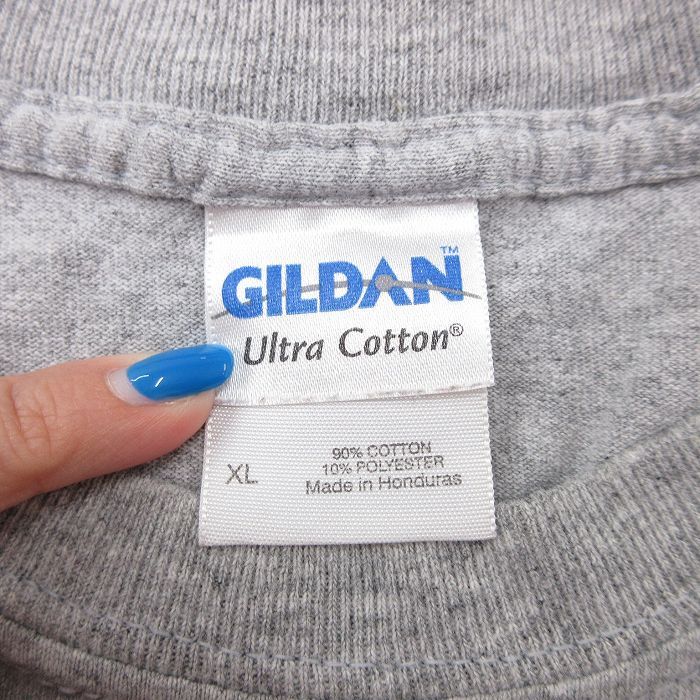 GILDAN™
Ultra Cotton®
XL
90% COTTON
10% POLYESTER
Made in Honduras